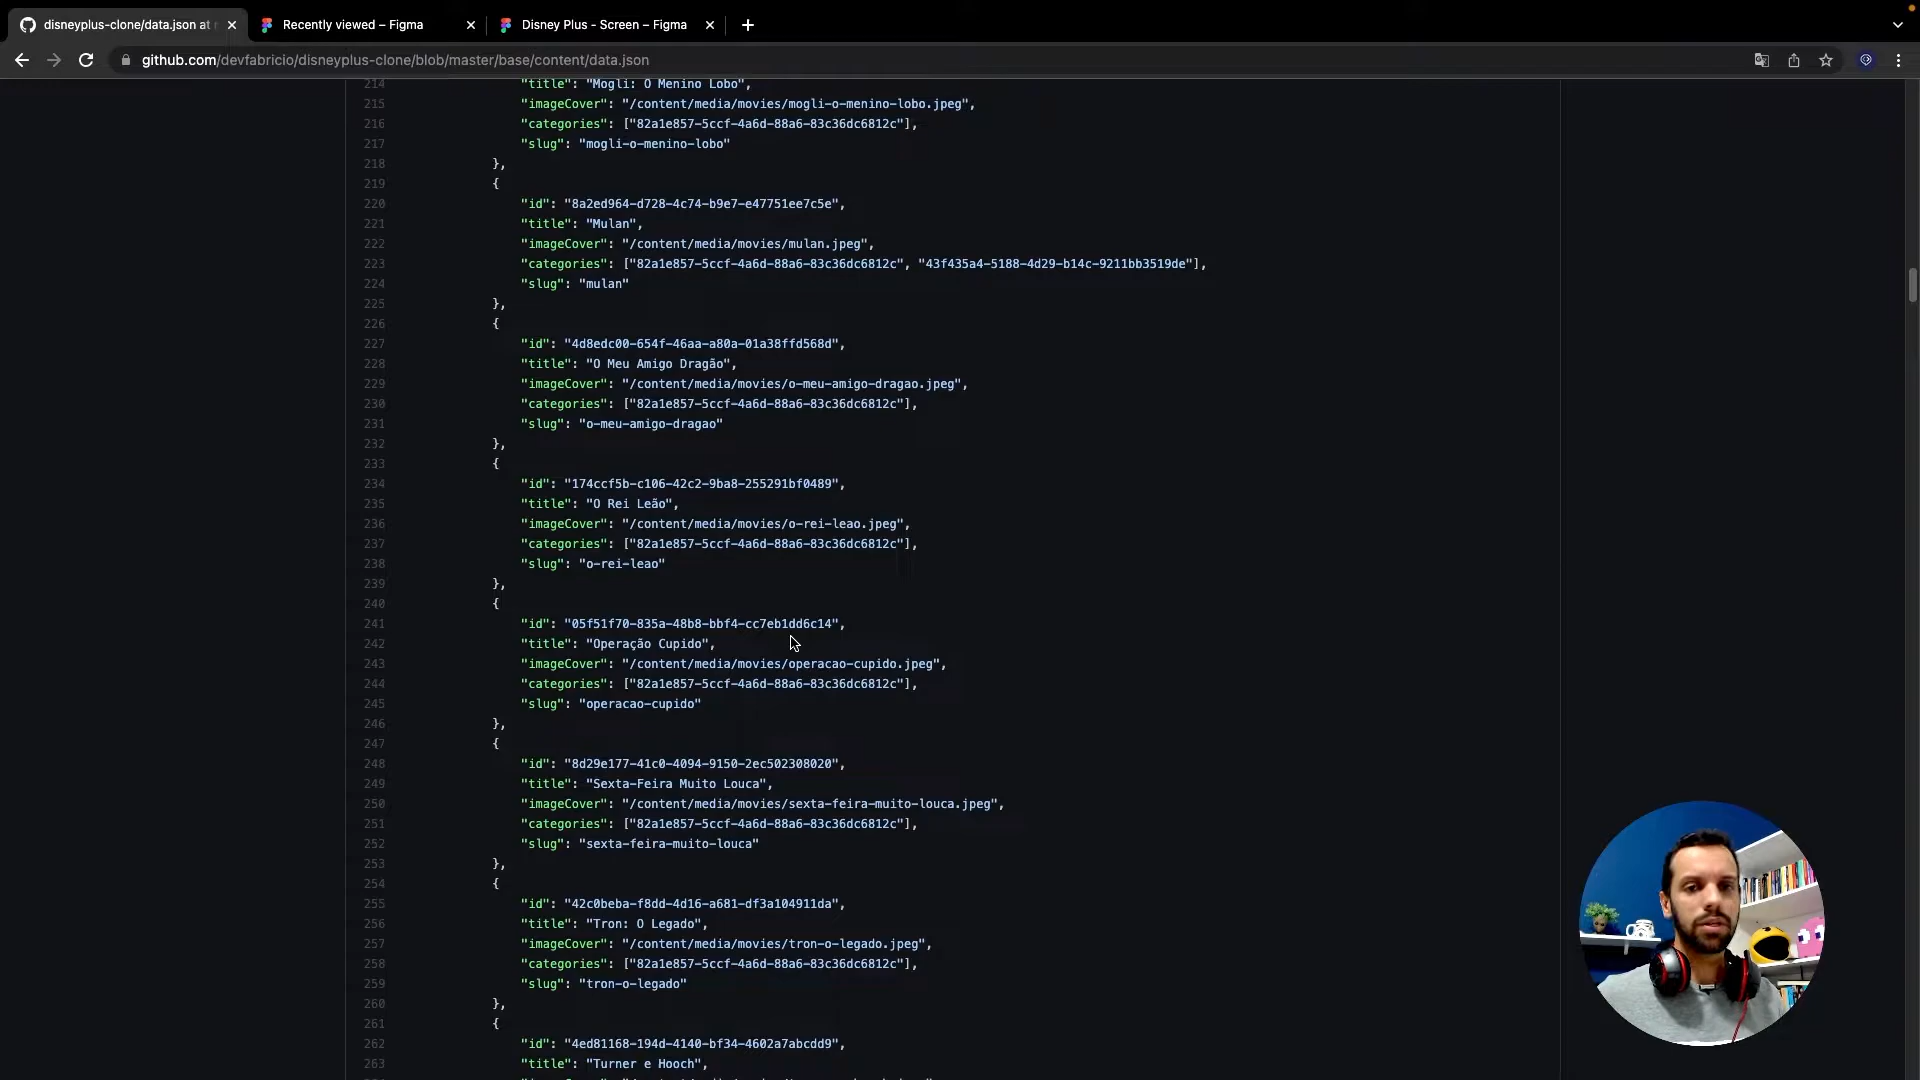 disneyplus-clone/data.json at
Recently viewed – Figma
Disney Plus - Screen – Figma
github.com/devfabricio/disneyplus-clone/blob/master/base/content/data.json
214 "title": "Mogli: O Menino Lobo",
215 "imageCover": "/content/media/movies/mogli-o-menino-lobo.jpeg",
216 "categories": ["82a1e857-5ccf-4a6d-88a6-83c36dc6812c"],
217 "slug": "mogli-o-menino-lobo"
218 },
219 {
220 "id": "8a2ed964-d728-4c74-b9e7-e47751ee7c5e",
221 "title": "Mulan",
222 "imageCover": "/content/media/movies/mulan.jpeg",
223 "categories": ["82a1e857-5ccf-4a6d-88a6-83c36dc6812c", "43f435a4-5188-4d29-b14c-9211bb3519de"],
224 "slug": "mulan"
225 },
226 {
227 "id": "4d8edc00-654f-46aa-a80a-01a38ffd568d",
228 "title": "O Meu Amigo Dragão",
229 "imageCover": "/content/media/movies/o-meu-amigo-dragao.jpeg",
230 "categories": ["82a1e857-5ccf-4a6d-88a6-83c36dc6812c"],
231 "slug": "o-meu-amigo-dragao"
232 },
233 {
234 "id": "174ccf5b-c106-42c2-9ba8-255291bf0489",
235 "title": "O Rei Leão",
236 "imageCover": "/content/media/movies/o-rei-leao.jpeg",
237 "categories": ["82a1e857-5ccf-4a6d-88a6-83c36dc6812c"],
238 "slug": "o-rei-leao"
239 },
240 {
241 "id": "05f51f70-835a-48b8-bbf4-cc7eb1dd6c14",
242 "title": "Operação Cupido",
243 "imageCover": "/content/media/movies/operacao-cupido.jpeg",
244 "categories": ["82a1e857-5ccf-4a6d-88a6-83c36dc6812c"],
245 "slug": "operacao-cupido"
246 },
247 {
248 "id": "8d29e177-41c0-4094-9150-2ec502308020",
249 "title": "Sexta-Feira Muito Louca",
250 "imageCover": "/content/media/movies/sexta-feira-muito-louca.jpeg",
251 "categories": ["82a1e857-5ccf-4a6d-88a6-83c36dc6812c"],
252 "slug": "sexta-feira-muito-louca"
253 },
254 {
255 "id": "42c0beba-f8dd-4d16-a681-df3a104911da",
256 "title": "Tron: O Legado",
257 "imageCover": "/content/media/movies/tron-o-legado.jpeg",
258 "categories": ["82a1e857-5ccf-4a6d-88a6-83c36dc6812c"],
259 "slug": "tron-o-legado"
260 },
261 {
262 "id": "4ed81168-194d-4140-bf34-4602a7abcdd9",
263 "title": "Turner e Hooch",